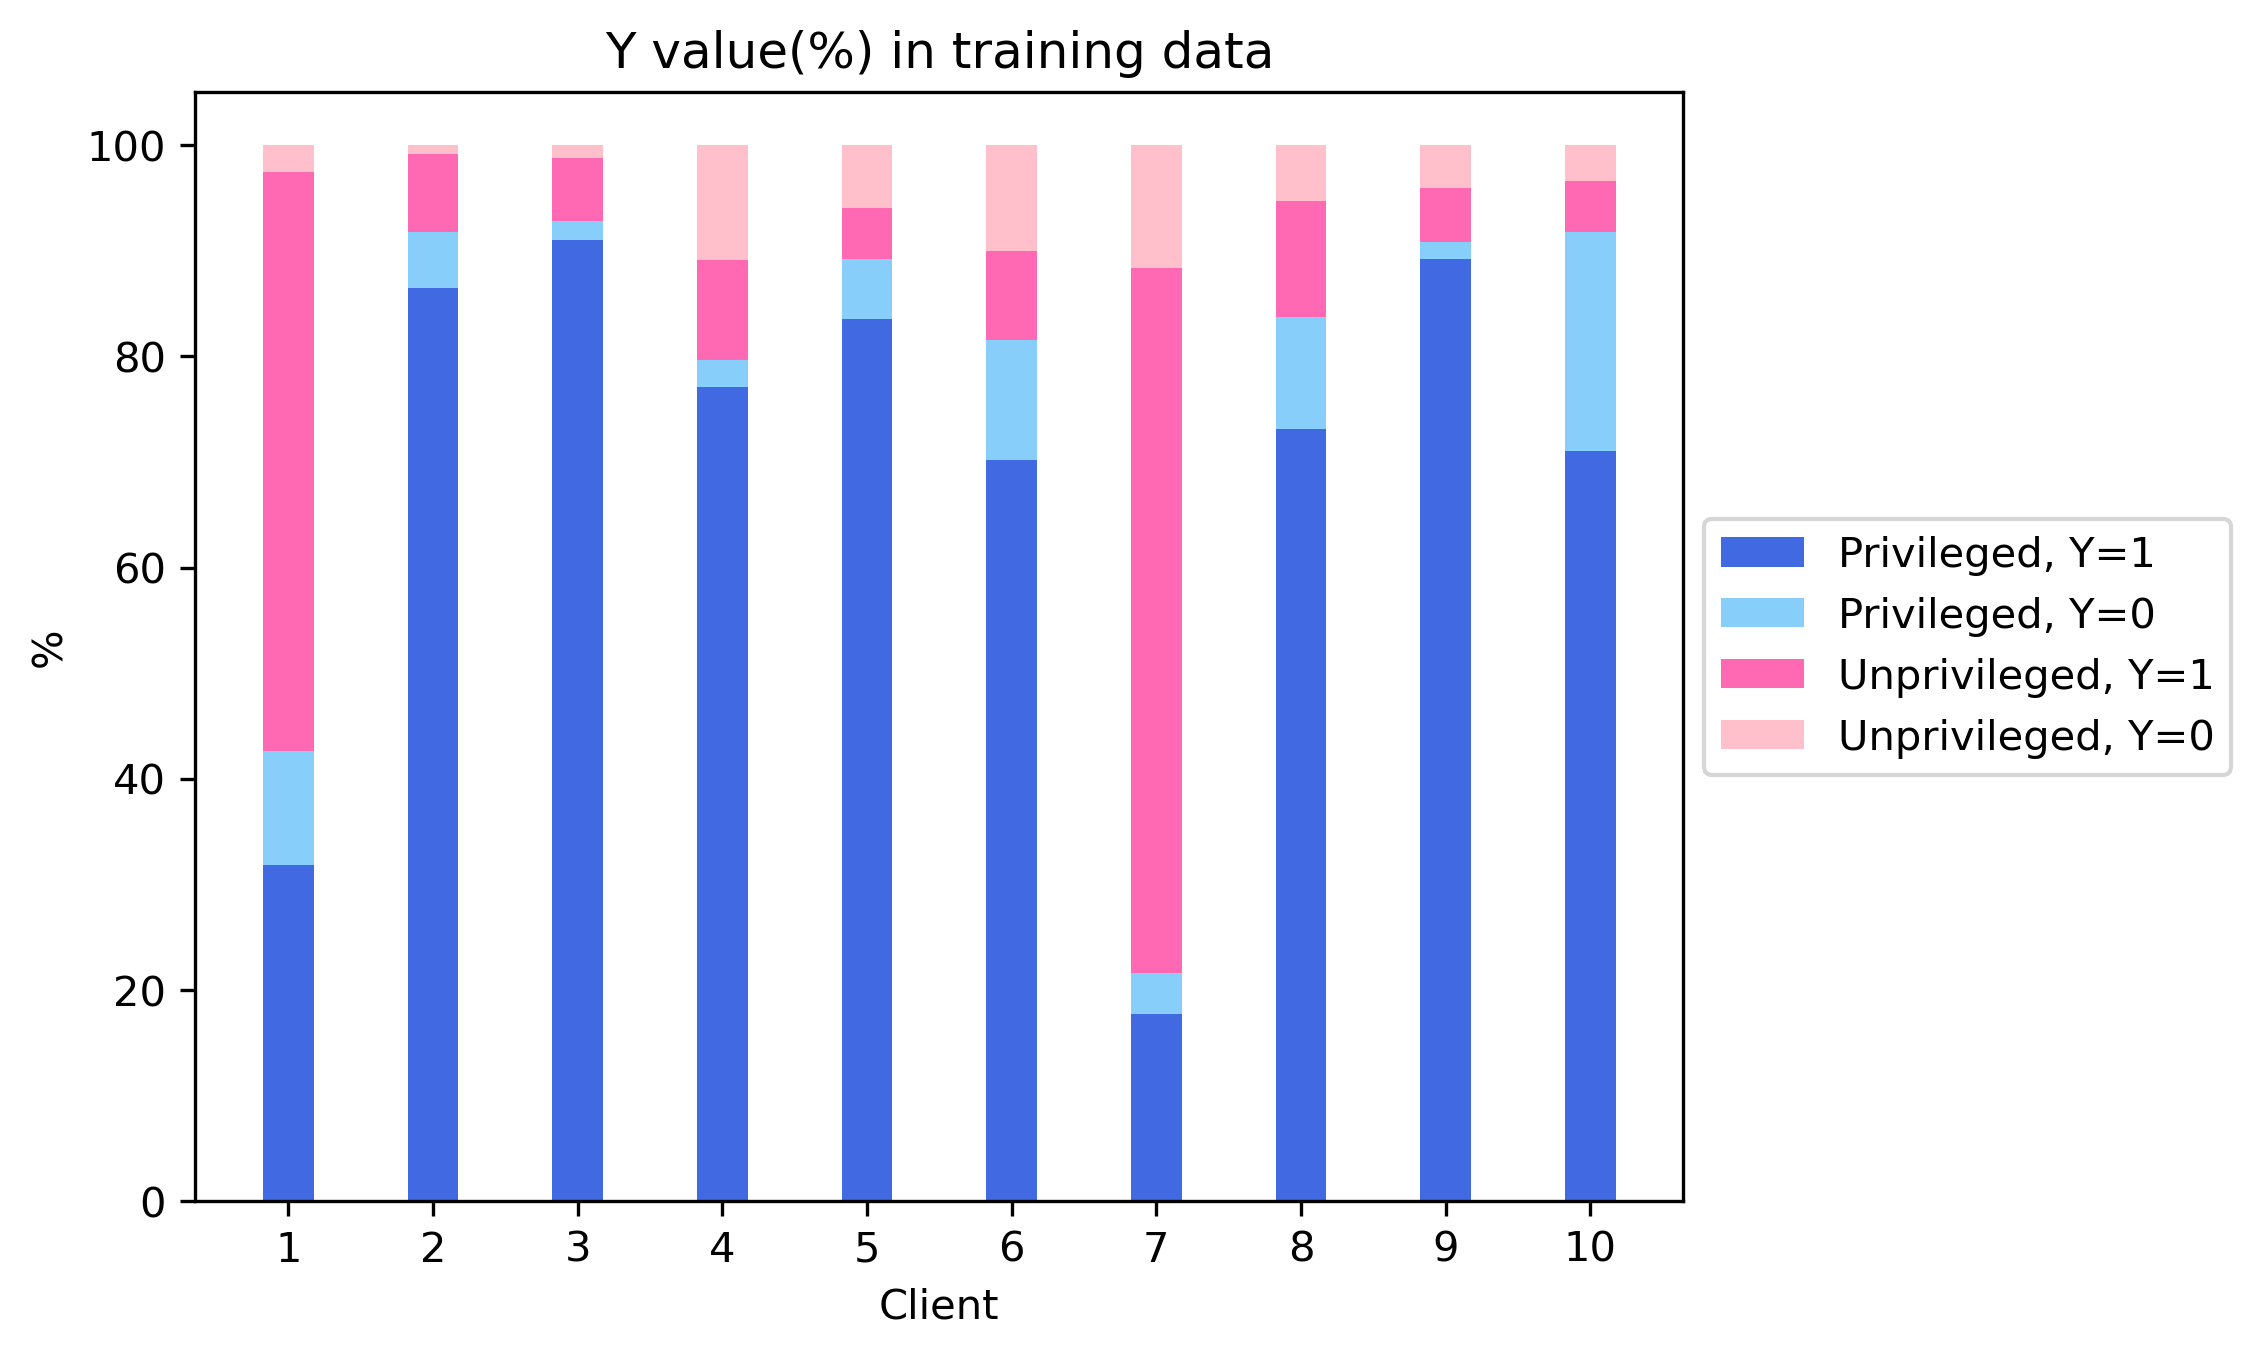 Y value(%) in training data
100
80
60
40
20
0
%
1 2 3 4 5 6 7 8 9 10
Client
Privileged, Y=1
Privileged, Y=0
Unprivileged, Y=1
Unprivileged, Y=0